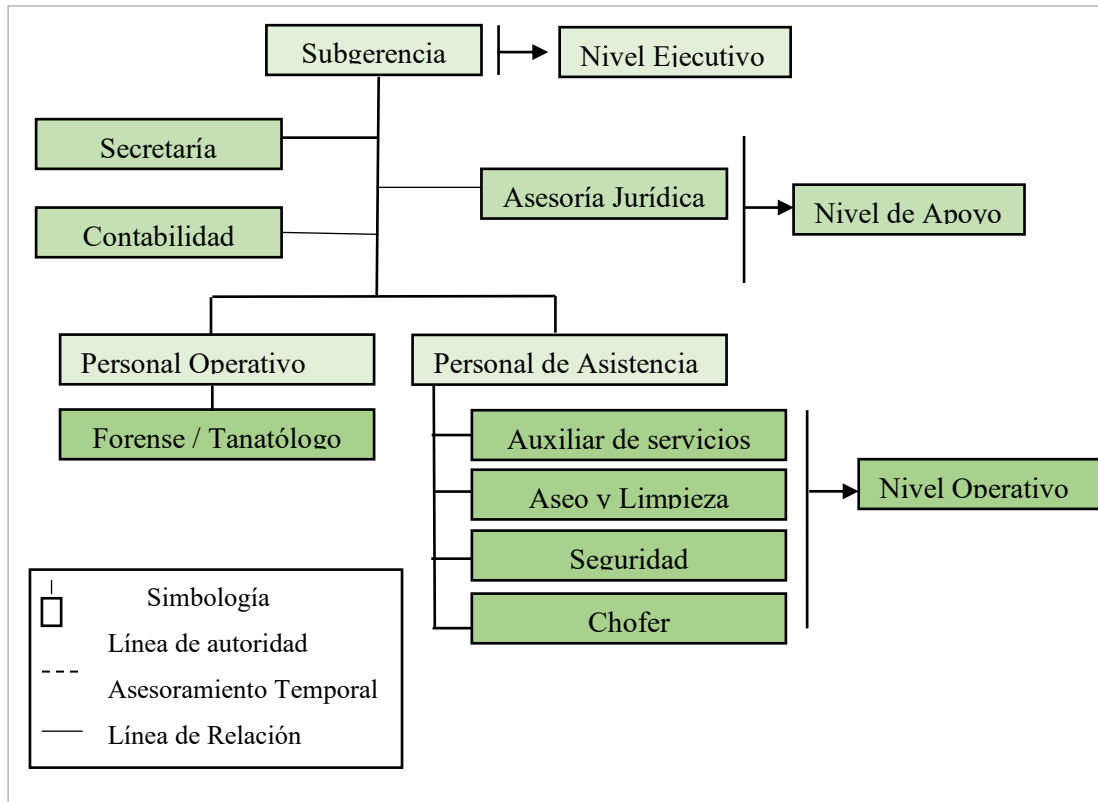 Subgerencia
Nivel Ejecutivo
Secretaría
Asesoría Jurídica
Nivel de Apoyo
Contabilidad
Personal Operativo
Personal de Asistencia
Forense / Tanatólogo
Auxiliar de servicios
Aseo y Limpieza
Nivel Operativo
Seguridad
Chofer
Simbología
Línea de autoridad
Asesoramiento Temporal
Línea de Relación